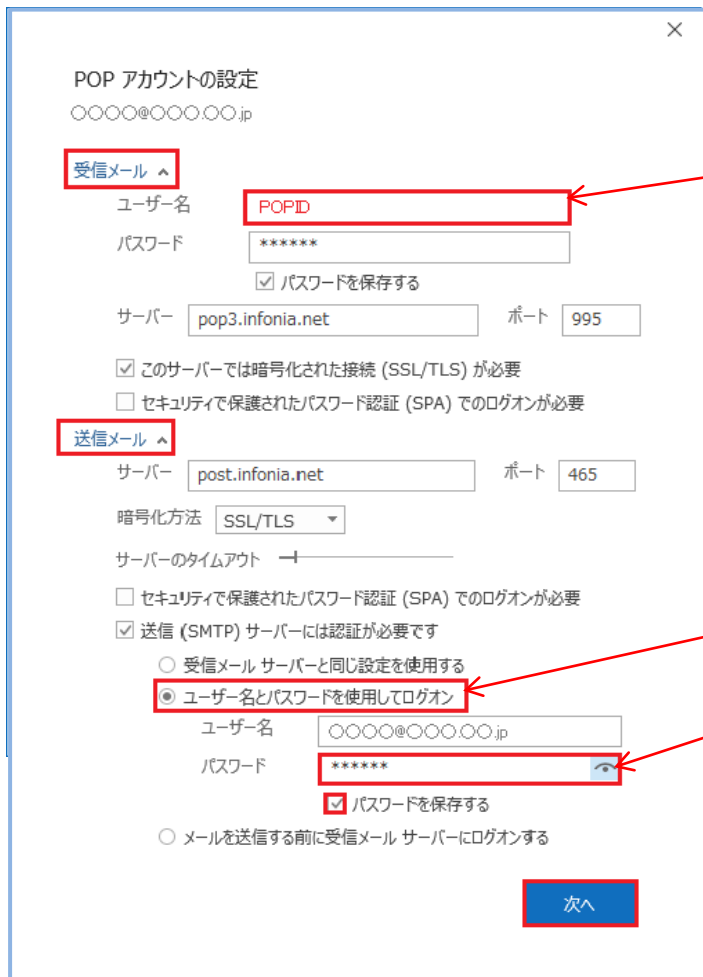 POP アカウントの設定
○○○○@○○○.○○.jp
受信メール
ユーザー名 POPID
パスワード ******
パスワードを保存する
サーバー pop3.infonia.net ポート 995
このサーバーでは暗号化された接続 (SSL/TLS) が必要
セキュリティで保護されたパスワード認証 (SPA) でのログオンが必要
送信メール
サーバー post.infonia.net ポート 465
暗号化方法 SSL/TLS
サーバーのタイムアウト
セキュリティで保護されたパスワード認証 (SPA) でのログオンが必要
送信 (SMTP) サーバーには認証が必要です
受信メール サーバーと同じ設定を使用する
ユーザー名とパスワードを使用してログオン
ユーザー名 ○○○○@○○○.○○.jp
パスワード ******
パスワードを保存する
メールを送信する前に受信メール サーバーにログオンする
次へ